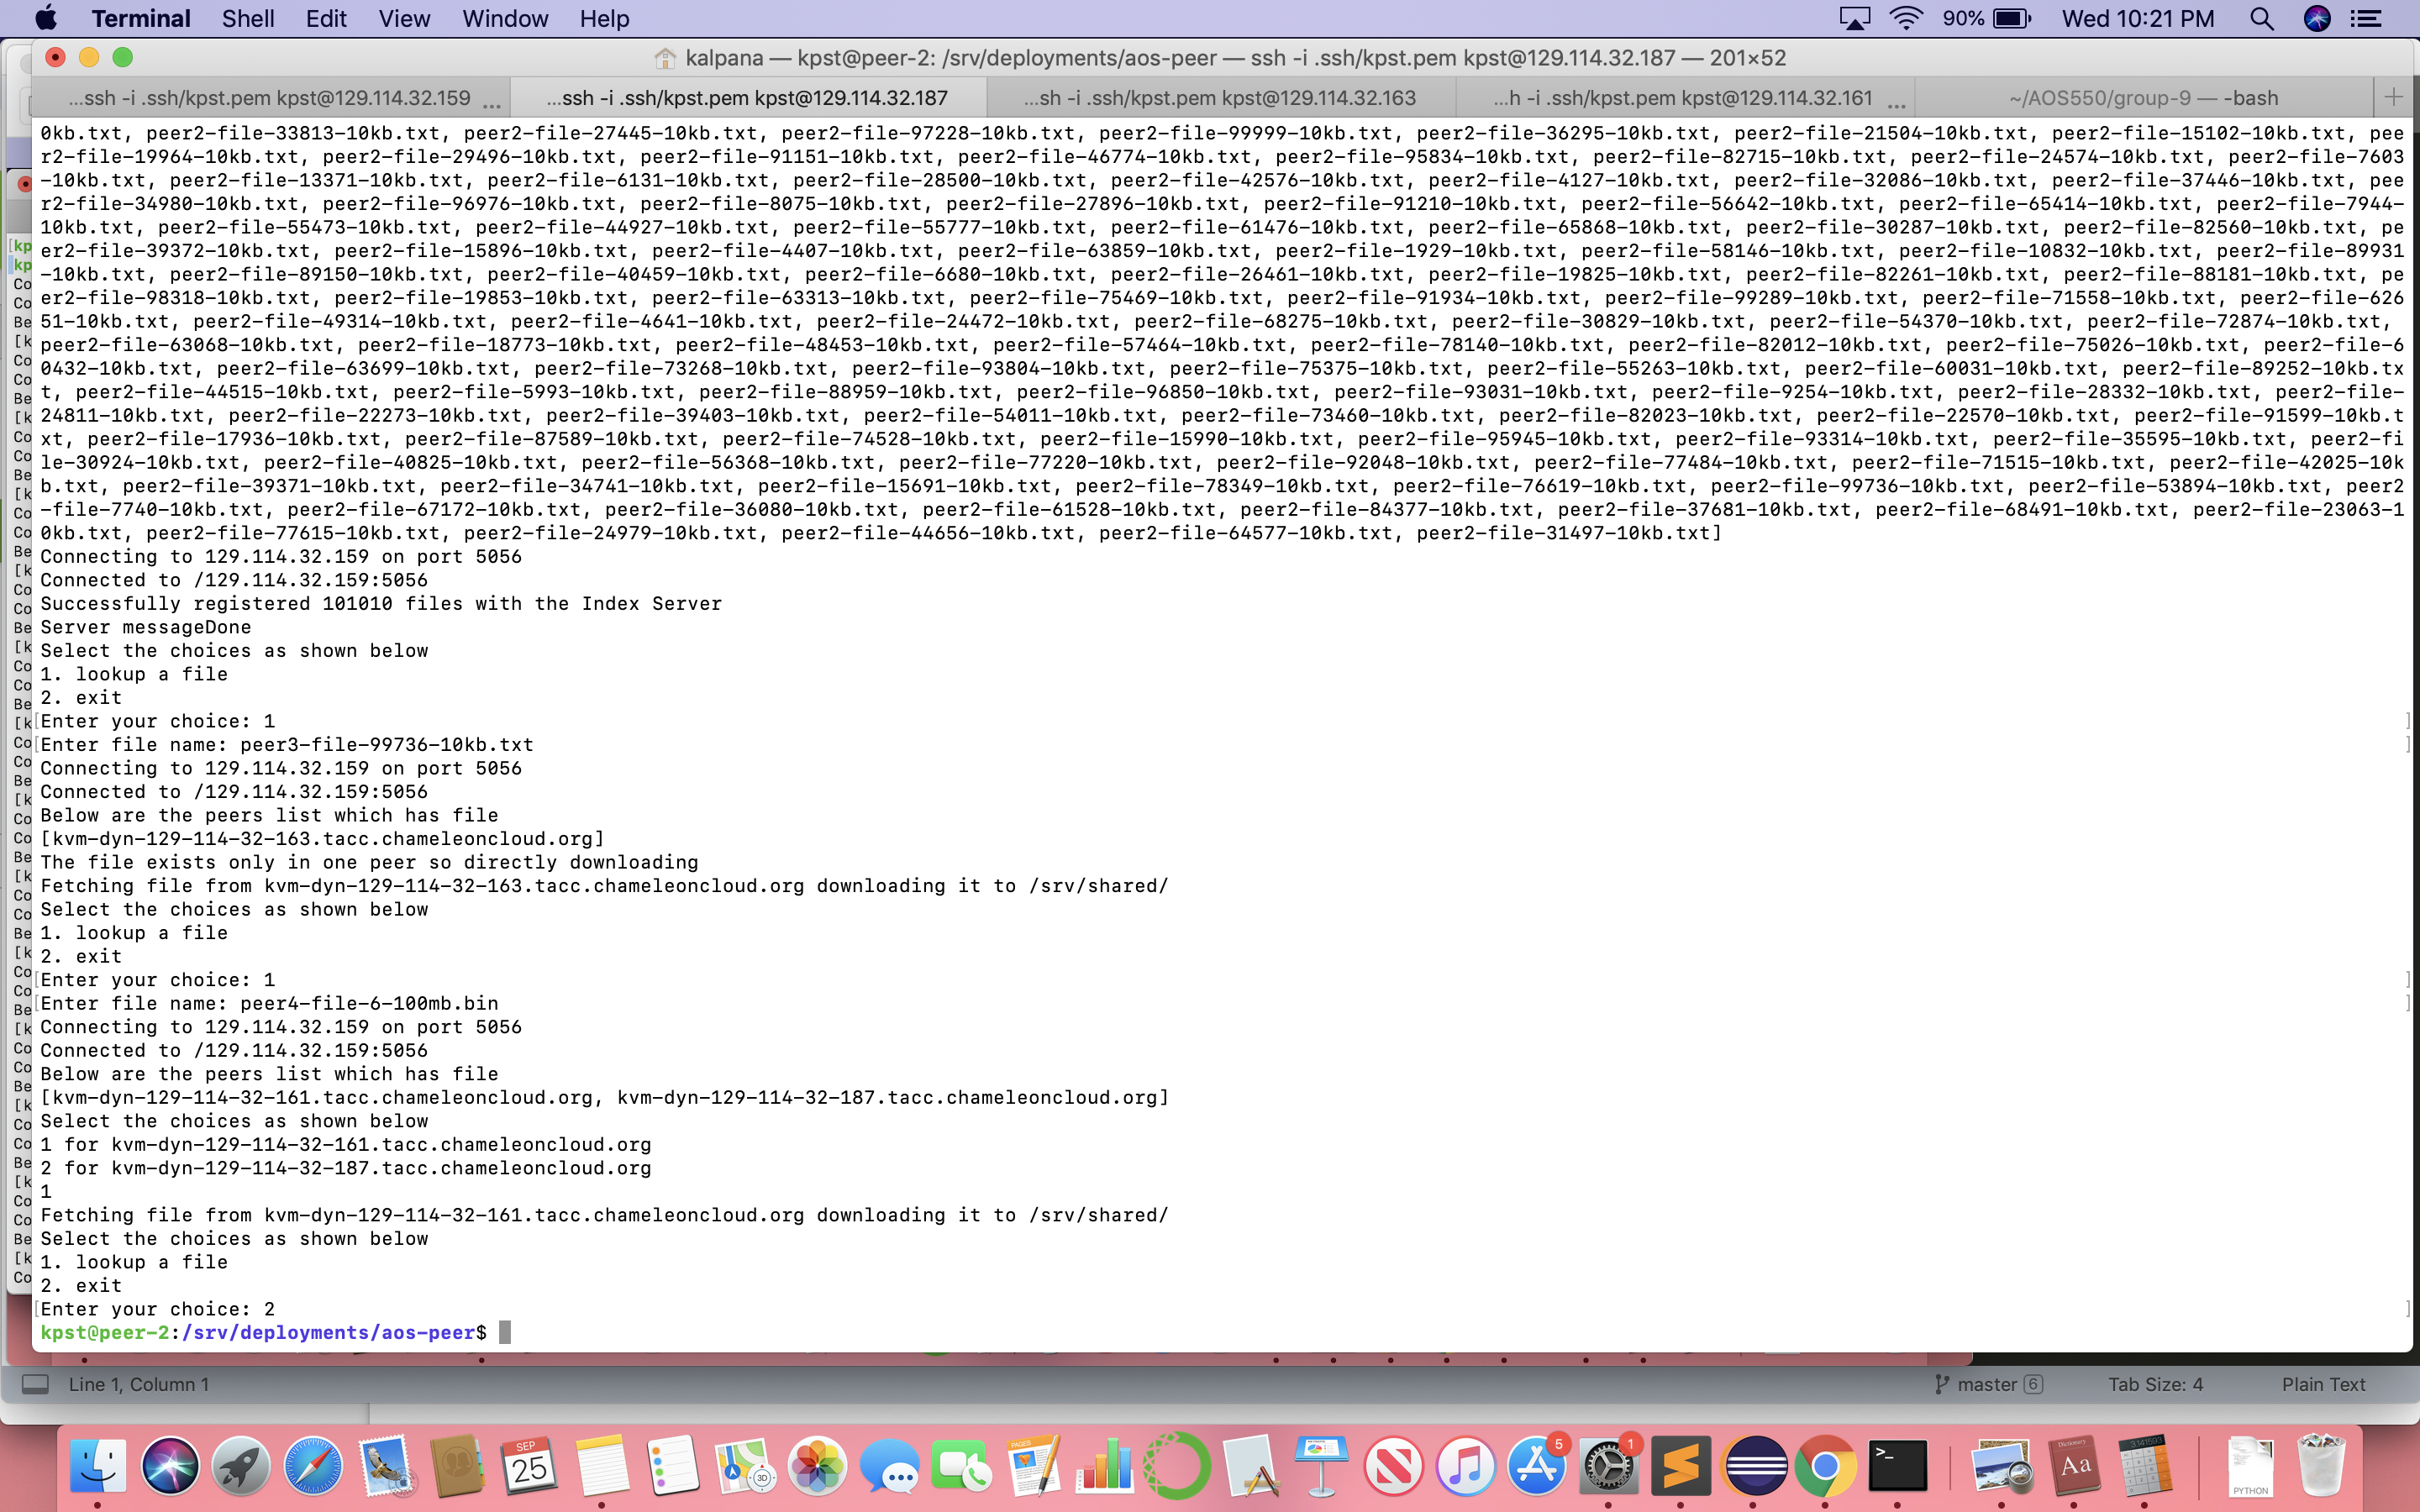 Terminal Shell Edit View Window Help 90% Wed 10:21 PM
kalpana — kpst@peer-2: /srv/deployments/aos-peer — ssh -i .ssh/kpst.pem kpst@129.114.32.187 — 201×52
...ssh -i .ssh/kpst.pem kpst@129.114.32.159 ... ...ssh -i .ssh/kpst.pem kpst@129.114.32.187 ...sh -i .ssh/kpst.pem kpst@129.114.32.163 ...h -i .ssh/kpst.pem kpst@129.114.32.161 ... ~/AOS550/group-9 — -bash
0kb.txt, peer2-file-33813-10kb.txt, peer2-file-27445-10kb.txt, peer2-file-97228-10kb.txt, peer2-file-99999-10kb.txt, peer2-file-36295-10kb.txt, peer2-file-21504-10kb.txt, peer2-file-15102-10kb.txt, pee
r2-file-19964-10kb.txt, peer2-file-29496-10kb.txt, peer2-file-91151-10kb.txt, peer2-file-46774-10kb.txt, peer2-file-95834-10kb.txt, peer2-file-82715-10kb.txt, peer2-file-24574-10kb.txt, peer2-file-7603
-10kb.txt, peer2-file-13371-10kb.txt, peer2-file-6131-10kb.txt, peer2-file-28500-10kb.txt, peer2-file-42576-10kb.txt, peer2-file-4127-10kb.txt, peer2-file-32086-10kb.txt, peer2-file-37446-10kb.txt, pee
r2-file-34980-10kb.txt, peer2-file-96976-10kb.txt, peer2-file-8075-10kb.txt, peer2-file-27896-10kb.txt, peer2-file-91210-10kb.txt, peer2-file-56642-10kb.txt, peer2-file-65414-10kb.txt, peer2-file-7944-
10kb.txt, peer2-file-55473-10kb.txt, peer2-file-44927-10kb.txt, peer2-file-55777-10kb.txt, peer2-file-61476-10kb.txt, peer2-file-65868-10kb.txt, peer2-file-30287-10kb.txt, peer2-file-82560-10kb.txt, pe
er2-file-39372-10kb.txt, peer2-file-15896-10kb.txt, peer2-file-4407-10kb.txt, peer2-file-63859-10kb.txt, peer2-file-1929-10kb.txt, peer2-file-58146-10kb.txt, peer2-file-10832-10kb.txt, peer2-file-89931
-10kb.txt, peer2-file-89150-10kb.txt, peer2-file-40459-10kb.txt, peer2-file-6680-10kb.txt, peer2-file-26461-10kb.txt, peer2-file-19825-10kb.txt, peer2-file-82261-10kb.txt, peer2-file-88181-10kb.txt, pe
er2-file-98318-10kb.txt, peer2-file-19853-10kb.txt, peer2-file-63313-10kb.txt, peer2-file-75469-10kb.txt, peer2-file-91934-10kb.txt, peer2-file-99289-10kb.txt, peer2-file-71558-10kb.txt, peer2-file-626
51-10kb.txt, peer2-file-49314-10kb.txt, peer2-file-4641-10kb.txt, peer2-file-24472-10kb.txt, peer2-file-68275-10kb.txt, peer2-file-30829-10kb.txt, peer2-file-54370-10kb.txt, peer2-file-72874-10kb.txt,
peer2-file-63068-10kb.txt, peer2-file-18773-10kb.txt, peer2-file-48453-10kb.txt, peer2-file-57464-10kb.txt, peer2-file-78140-10kb.txt, peer2-file-82012-10kb.txt, peer2-file-75026-10kb.txt, peer2-file-6
0432-10kb.txt, peer2-file-63699-10kb.txt, peer2-file-73268-10kb.txt, peer2-file-93804-10kb.txt, peer2-file-75375-10kb.txt, peer2-file-55263-10kb.txt, peer2-file-60031-10kb.txt, peer2-file-89252-10kb.tx
t, peer2-file-44515-10kb.txt, peer2-file-5993-10kb.txt, peer2-file-88959-10kb.txt, peer2-file-96850-10kb.txt, peer2-file-93031-10kb.txt, peer2-file-9254-10kb.txt, peer2-file-28332-10kb.txt, peer2-file-
24811-10kb.txt, peer2-file-22273-10kb.txt, peer2-file-39403-10kb.txt, peer2-file-54011-10kb.txt, peer2-file-73460-10kb.txt, peer2-file-82023-10kb.txt, peer2-file-22570-10kb.txt, peer2-file-91599-10kb.t
xt, peer2-file-17936-10kb.txt, peer2-file-87589-10kb.txt, peer2-file-74528-10kb.txt, peer2-file-15990-10kb.txt, peer2-file-95945-10kb.txt, peer2-file-93314-10kb.txt, peer2-file-35595-10kb.txt, peer2-fi
le-30924-10kb.txt, peer2-file-40825-10kb.txt, peer2-file-56368-10kb.txt, peer2-file-77220-10kb.txt, peer2-file-92048-10kb.txt, peer2-file-77484-10kb.txt, peer2-file-71515-10kb.txt, peer2-file-42025-10k
b.txt, peer2-file-39371-10kb.txt, peer2-file-34741-10kb.txt, peer2-file-15691-10kb.txt, peer2-file-78349-10kb.txt, peer2-file-76619-10kb.txt, peer2-file-99736-10kb.txt, peer2-file-53894-10kb.txt, peer2
-file-7740-10kb.txt, peer2-file-67172-10kb.txt, peer2-file-36080-10kb.txt, peer2-file-61528-10kb.txt, peer2-file-84377-10kb.txt, peer2-file-37681-10kb.txt, peer2-file-68491-10kb.txt, peer2-file-23063-1
0kb.txt, peer2-file-77615-10kb.txt, peer2-file-24979-10kb.txt, peer2-file-44656-10kb.txt, peer2-file-64577-10kb.txt, peer2-file-31497-10kb.txt]
Connecting to 129.114.32.159 on port 5056
Connected to /129.114.32.159:5056
Successfully registered 101010 files with the Index Server
Server messageDone
Select the choices as shown below
1. lookup a file
2. exit
[Enter your choice: 1 ]
[Enter file name: peer3-file-99736-10kb.txt ]
Connecting to 129.114.32.159 on port 5056
Connected to /129.114.32.159:5056
Below are the peers list which has file
[kvm-dyn-129-114-32-163.tacc.chameleoncloud.org]
The file exists only in one peer so directly downloading
Fetching file from kvm-dyn-129-114-32-163.tacc.chameleoncloud.org downloading it to /srv/shared/
Select the choices as shown below
1. lookup a file
2. exit
[Enter your choice: 1 ]
[Enter file name: peer4-file-6-100mb.bin ]
Connecting to 129.114.32.159 on port 5056
Connected to /129.114.32.159:5056
Below are the peers list which has file
[kvm-dyn-129-114-32-161.tacc.chameleoncloud.org, kvm-dyn-129-114-32-187.tacc.chameleoncloud.org]
Select the choices as shown below
1 for kvm-dyn-129-114-32-161.tacc.chameleoncloud.org
2 for kvm-dyn-129-114-32-187.tacc.chameleoncloud.org
1
Fetching file from kvm-dyn-129-114-32-161.tacc.chameleoncloud.org downloading it to /srv/shared/
Select the choices as shown below
1. lookup a file
2. exit
[Enter your choice: 2 ]
kpst@peer-2:/srv/deployments/aos-peer$
Line 1, Column 1 master 6 Tab Size: 4 Plain Text
SEP
25
3D
PAGES
5
1
>_
Dictionary
Aa
PYTHON